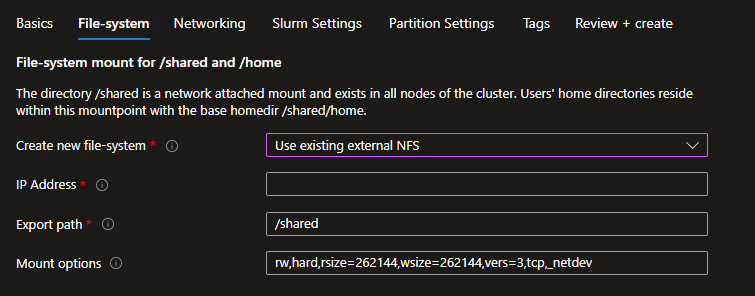 Basics File-system Networking Slurm Settings Partition Settings Tags Review + create
File-system mount for /shared and /home
The directory /shared is a network attached mount and exists in all nodes of the cluster. Users' home directories reside
within this mountpoint with the base homedir /shared/home.
Create new file-system * Use existing external NFS
IP Address *
Export path * /shared
Mount options rw,hard,rsize=262144,wsize=262144,vers=3,tcp,_netdev